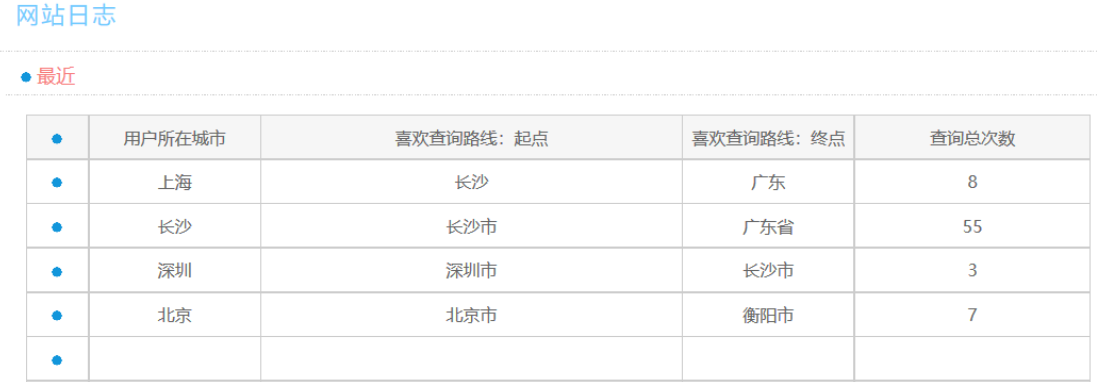 网站日志
最近
用户所在城市 喜欢查询路线：起点 喜欢查询路线：终点 查询总次数
上海 长沙 广东 8
长沙 长沙市 广东省 55
深圳 深圳市 长沙市 3
北京 北京市 衡阳市 7